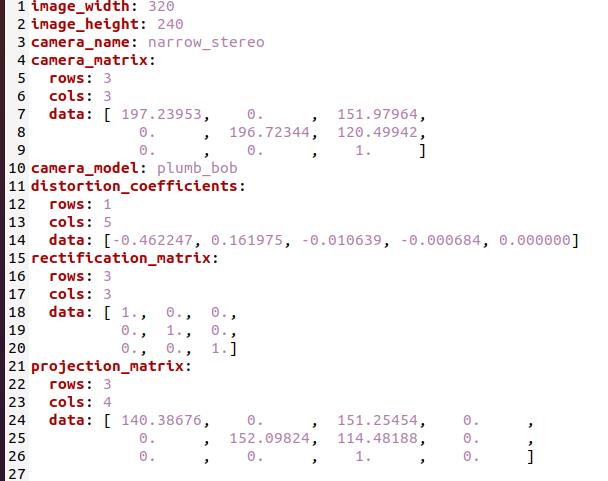 1 image_width: 320
2 image_height: 240
3 camera_name: narrow_stereo
4 camera_matrix:
5   rows: 3
6   cols: 3
7   data: [ 197.23953,    0.     ,  151.97964,
8             0.     ,  196.72344,  120.49942,
9             0.     ,    0.     ,    1.     ]
10 camera_model: plumb_bob
11 distortion_coefficients:
12   rows: 1
13   cols: 5
14   data: [-0.462247, 0.161975, -0.010639, -0.000684, 0.000000]
15 rectification_matrix:
16   rows: 3
17   cols: 3
18   data: [ 1.,  0.,  0.,
19           0.,  1.,  0.,
20           0.,  0.,  1.]
21 projection_matrix:
22   rows: 3
23   cols: 4
24   data: [ 140.38676,    0.     ,  151.25454,    0.     ,
25             0.     ,  152.09824,  114.48188,    0.     ,
26             0.     ,    0.     ,    1.     ,    0.     ]
27